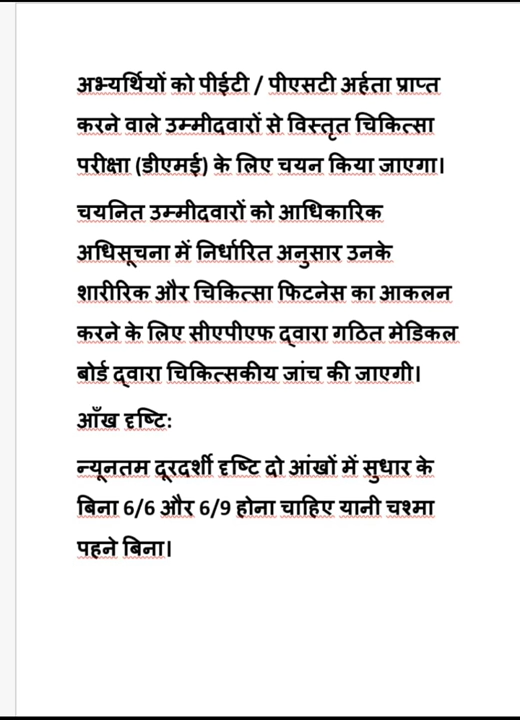 अभ्यर्थियों को पीईटी / पीएसटी अर्हता प्राप्त
करने वाले उम्मीदवारों से विस्तृत चिकित्सा
परीक्षा (डीएमई) के लिए चयन किया जाएगा।
चयनित उम्मीदवारों को आधिकारिक
अधिसूचना में निर्धारित अनुसार उनके
शारीरिक और चिकित्सा फिटनेस का आकलन
करने के लिए सीएपीएफ द्वारा गठित मेडिकल
बोर्ड द्वारा चिकित्सकीय जांच की जाएगी।
आँख दृष्टि:
न्यूनतम दूरदर्शी दृष्टि दो आंखों में सुधार के
बिना 6/6 और 6/9 होना चाहिए यानी चश्मा
पहने बिना।